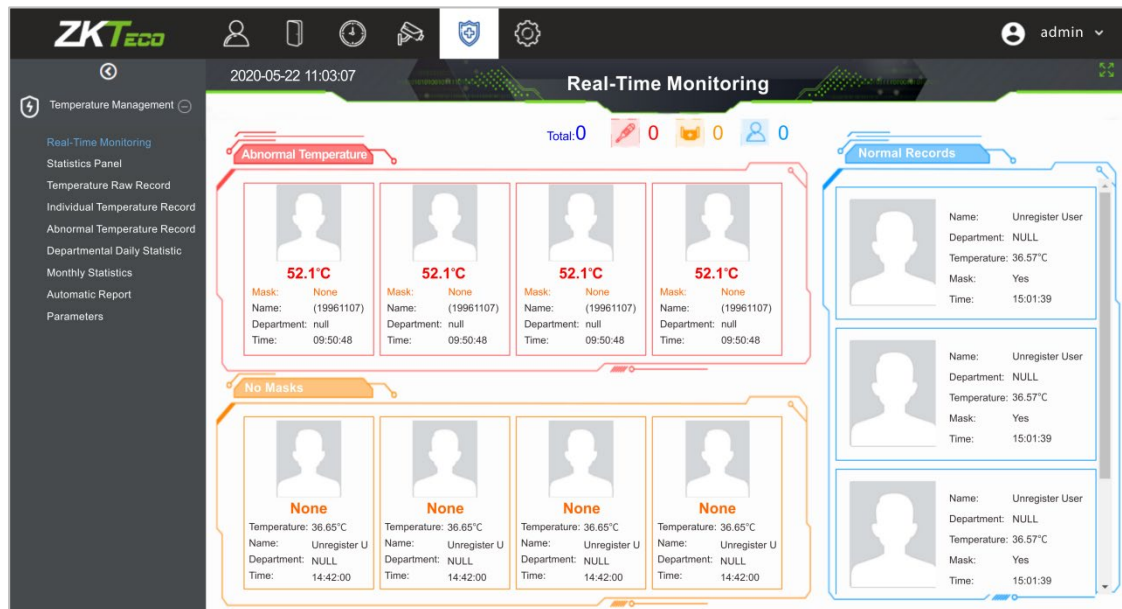 ZKTECO
admin
Temperature Management
Real-Time Monitoring
Statistics Panel
Temperature Raw Record
Individual Temperature Record
Abnormal Temperature Record
Departmental Daily Statistic
Monthly Statistics
Automatic Report
Parameters
2020-05-22 11:03:07
Real-Time Monitoring
Total:0 0 0 0
Abnormal Temperature
52.1°C
Mask: None
Name: (19961107)
Department: null
Time: 09:50:48
52.1°C
Mask: None
Name: (19961107)
Department: null
Time: 09:50:48
52.1°C
Mask: None
Name: (19961107)
Department: null
Time: 09:50:48
52.1°C
Mask: None
Name: (19961107)
Department: null
Time: 09:50:48
No Masks
None
Temperature: 36.65°C
Name: Unregister U
Department: NULL
Time: 14:42:00
None
Temperature: 36.65°C
Name: Unregister U
Department: NULL
Time: 14:42:00
None
Temperature: 36.65°C
Name: Unregister U
Department: NULL
Time: 14:42:00
None
Temperature: 36.65°C
Name: Unregister U
Department: NULL
Time: 14:42:00
Normal Records
Name: Unregister User
Department: NULL
Temperature: 36.57°C
Mask: Yes
Time: 15:01:39
Name: Unregister User
Department: NULL
Temperature: 36.57°C
Mask: Yes
Time: 15:01:39
Name: Unregister User
Department: NULL
Temperature: 36.57°C
Mask: Yes
Time: 15:01:39